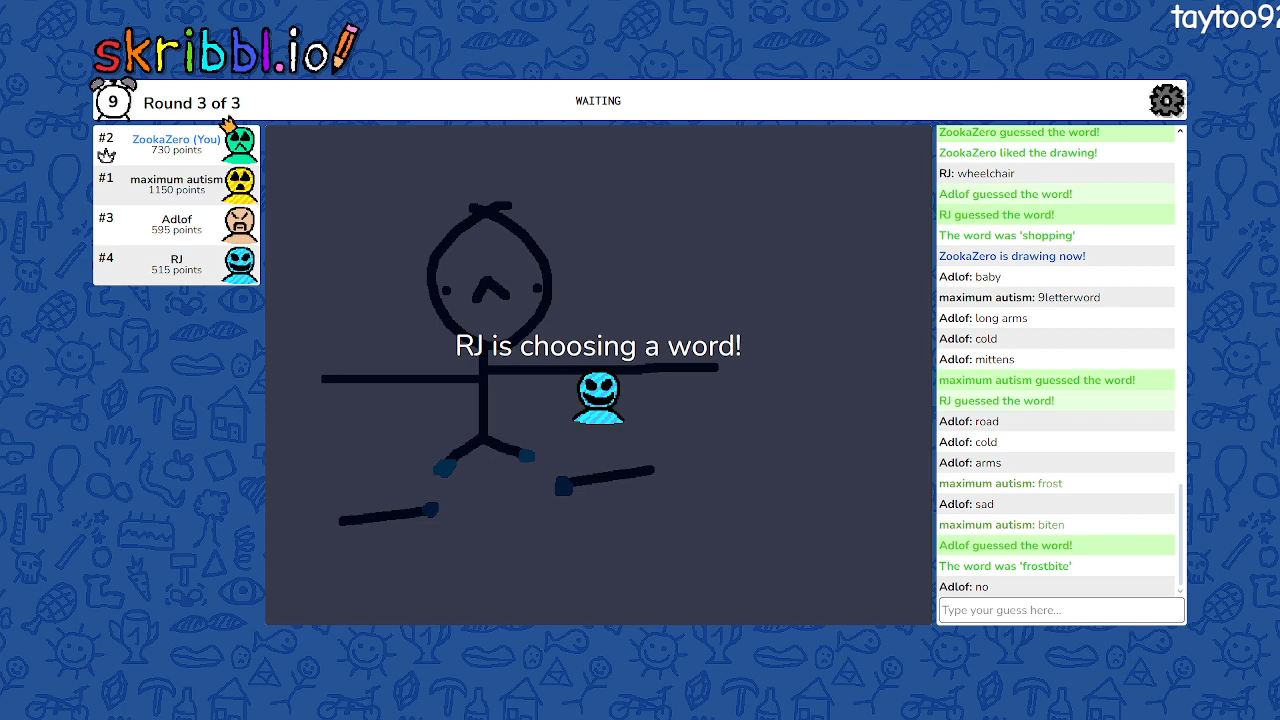 taytoo92
skribbl.io
9
Round 3 of 3
WAITING
#2
ZookaZero (You)
730 points
#1
maximum autism
1150 points
#3
Adlof
595 points
#4
RJ
515 points
RJ is choosing a word!
ZookaZero guessed the word!
ZookaZero liked the drawing!
RJ: wheelchair
Adlof guessed the word!
RJ guessed the word!
The word was 'shopping'
ZookaZero is drawing now!
Adlof: baby
maximum autism: 9letterword
Adlof: long arms
Adlof: cold
Adlof: mittens
maximum autism guessed the word!
RJ guessed the word!
Adlof: road
Adlof: cold
Adlof: arms
maximum autism: frost
Adlof: sad
maximum autism: biten
Adlof guessed the word!
The word was 'frostbite'
Adlof: no
Type your guess here...